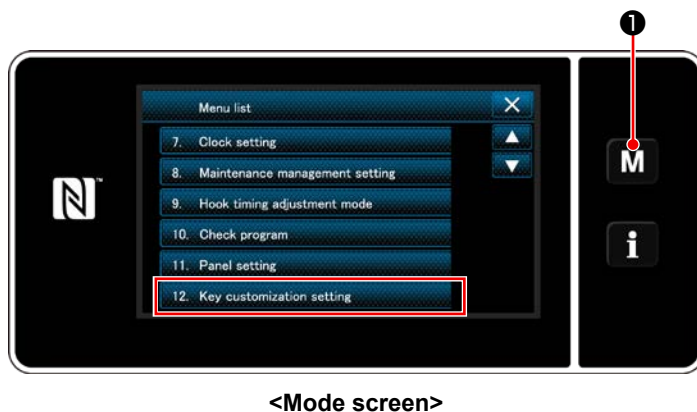 ❶
Menu list
7. Clock setting
8. Maintenance management setting
9. Hook timing adjustment mode
10. Check program
11. Panel setting
12. Key customization setting
N™
M
i
<Mode screen>